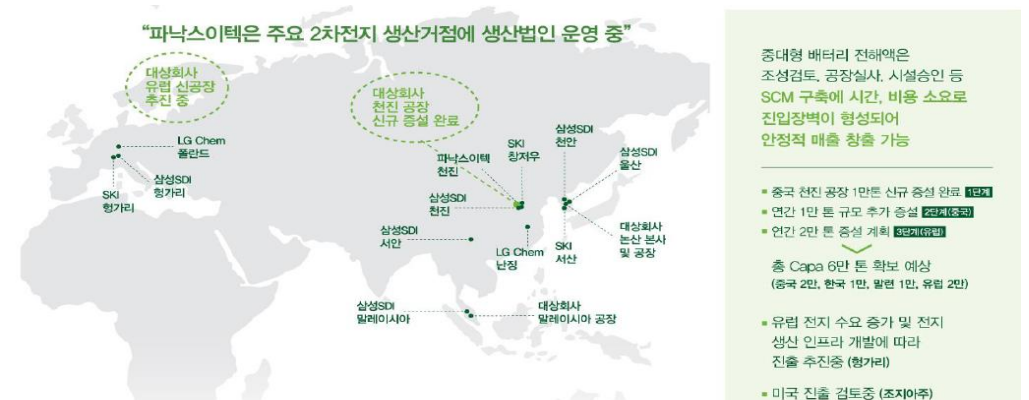 “파낙스이텍은 주요 2차전지 생산거점에 생산법인 운영 중”
대상회사
유럽 신공장
추진 중
대상회사
천진 공장
신규 증설 완료
LG Chem
폴란드
삼성SDI
헝가리
SKI
헝가리
파낙스이텍
천진
SKI
창저우
삼성SDI
천안
삼성SDI
울산
삼성SDI
천진
삼성SDI
서안
LG Chem
난징
SKI
서산
대상회사
논산 본사
및 공장
삼성SDI
말레이시아
대상회사
말레이시아 공장
중대형 배터리 전해액은
조성검토, 공장실사, 시설승인 등
SCM 구축에 시간, 비용 소요로
진입장벽이 형성되어
안정적 매출 창출 가능
▪ 중국 천진 공장 1만톤 신규 증설 완료 1단계
▪ 연간 1만 톤 규모 추가 증설 2단계(중국)
▪ 연간 2만 톤 증설 계획 3단계(유럽)
총 Capa 6만 톤 확보 예상
(중국 2만, 한국 1만, 말련 1만, 유럽 2만)
▪ 유럽 전지 수요 증가 및 전지
생산 인프라 개발에 따라
진출 추진중 (헝가리)
▪ 미국 진출 검토중 (조지아주)